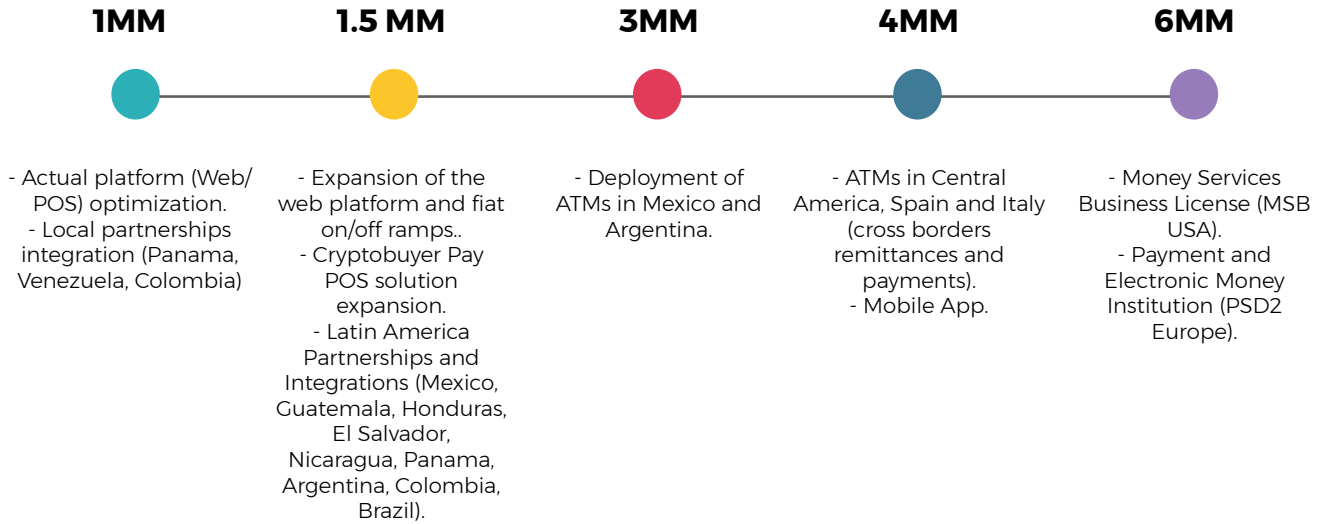 1MM
- Actual platform (Web/
POS) optimization.
- Local partnerships
integration (Panama,
Venezuela, Colombia)
1.5 MM
- Expansion of the
web platform and fiat
on/off ramps..
- Cryptobuyer Pay
POS solution
expansion.
- Latin America
Partnerships and
Integrations (Mexico,
Guatemala, Honduras,
El Salvador,
Nicaragua, Panama,
Argentina, Colombia,
Brazil).
3MM
- Deployment of
ATMs in Mexico and
Argentina.
4MM
- ATMs in Central
America, Spain and Italy
(cross borders
remittances and
payments).
- Mobile App.
6MM
- Money Services
Business License (MSB
USA).
- Payment and
Electronic Money
Institution (PSD2
Europe).